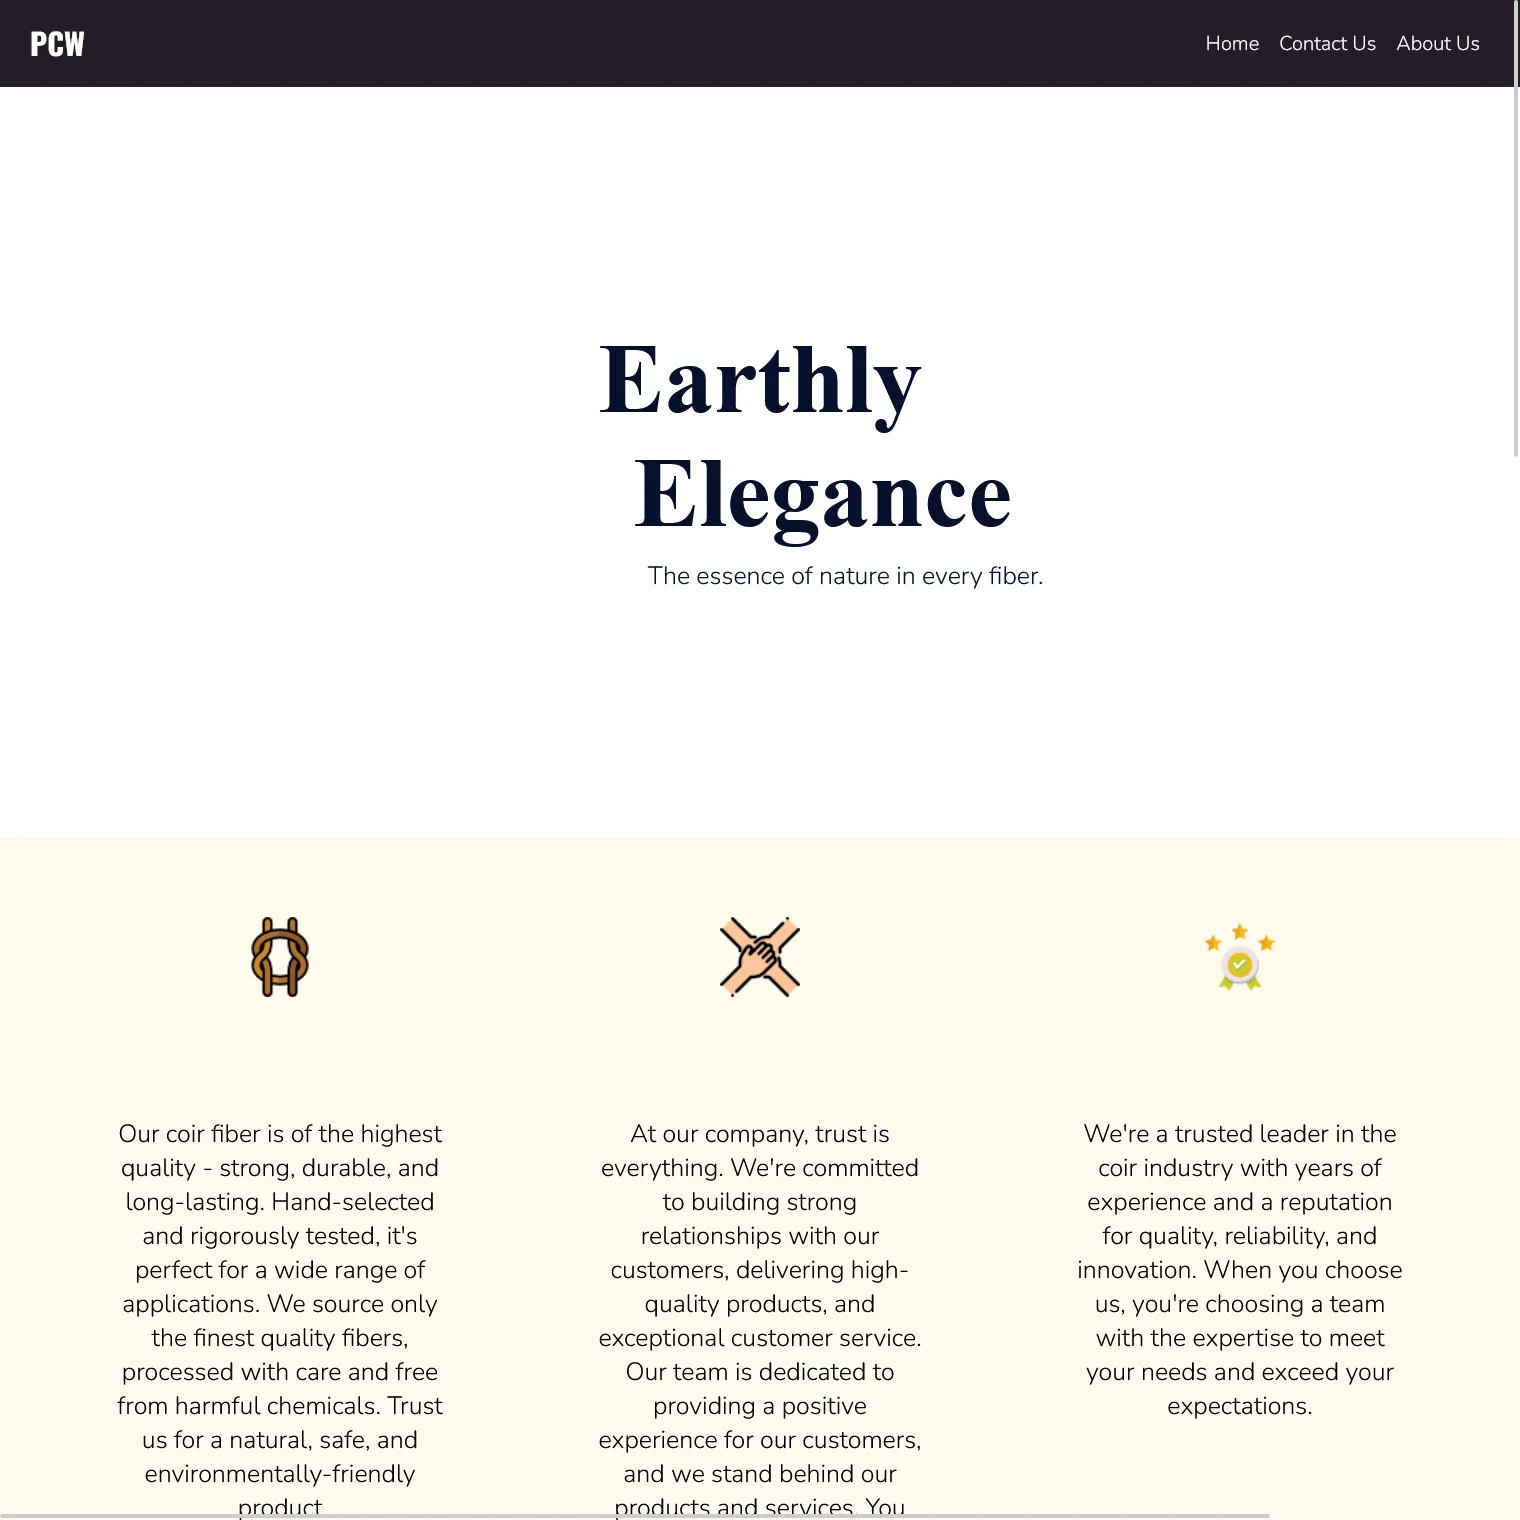 PCW
Home Contact Us About Us
Earthly
Elegance
The essence of nature in every fiber.
Our coir fiber is of the highest
quality - strong, durable, and
long-lasting. Hand-selected
and rigorously tested, it's
perfect for a wide range of
applications. We source only
the finest quality fibers,
processed with care and free
from harmful chemicals. Trust
us for a natural, safe, and
environmentally-friendly
product
At our company, trust is
everything. We're committed
to building strong
relationships with our
customers, delivering high-
quality products, and
exceptional customer service.
Our team is dedicated to
providing a positive
experience for our customers,
and we stand behind our
products and services. You
We're a trusted leader in the
coir industry with years of
experience and a reputation
for quality, reliability, and
innovation. When you choose
us, you're choosing a team
with the expertise to meet
your needs and exceed your
expectations.